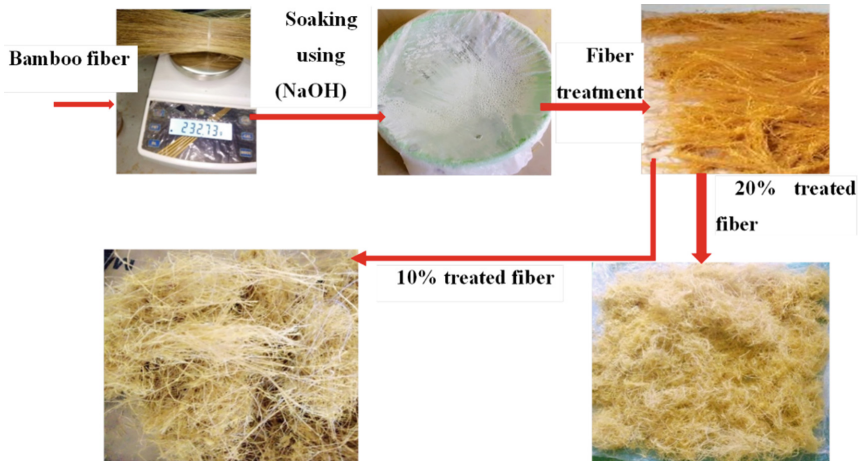 Bamboo fiber
Soaking
using
(NaOH)
Fiber
treatment
232.73
20% treated
fiber
10% treated fiber